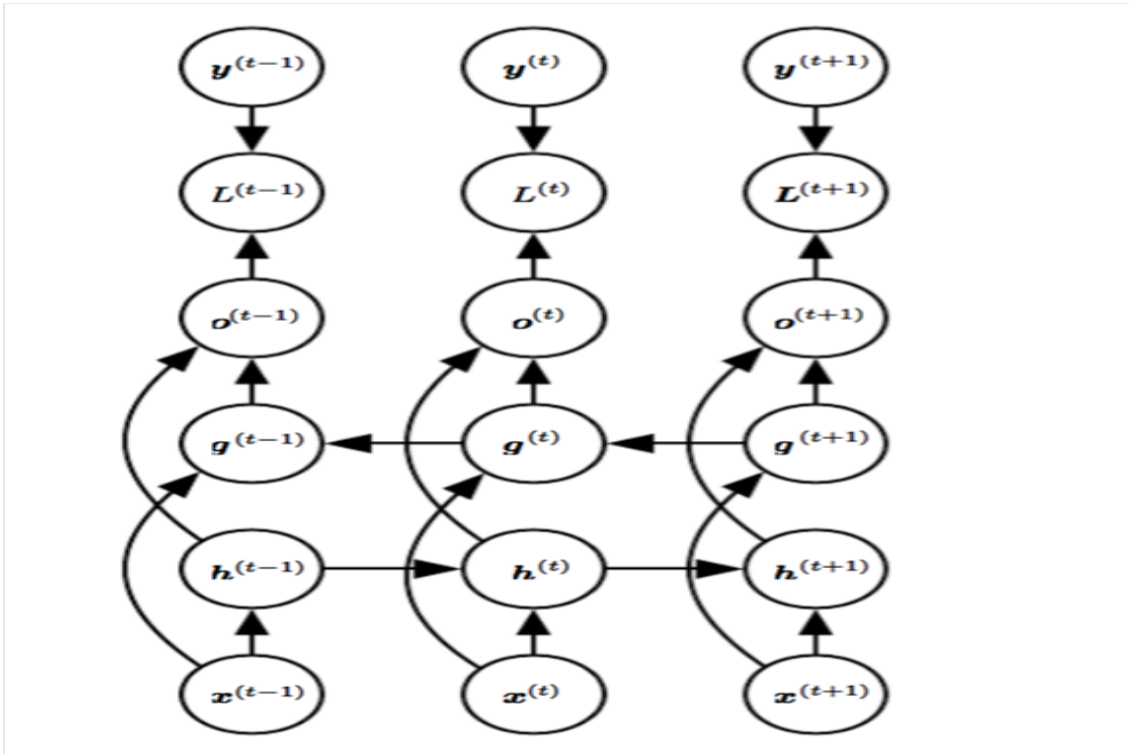 y^(t−1) y^(t) y^(t+1)
L^(t−1) L^(t) L^(t+1)
o^(t−1) o^(t) o^(t+1)
g^(t−1) g^(t) g^(t+1)
h^(t−1) h^(t) h^(t+1)
x^(t−1) x^(t) x^(t+1)